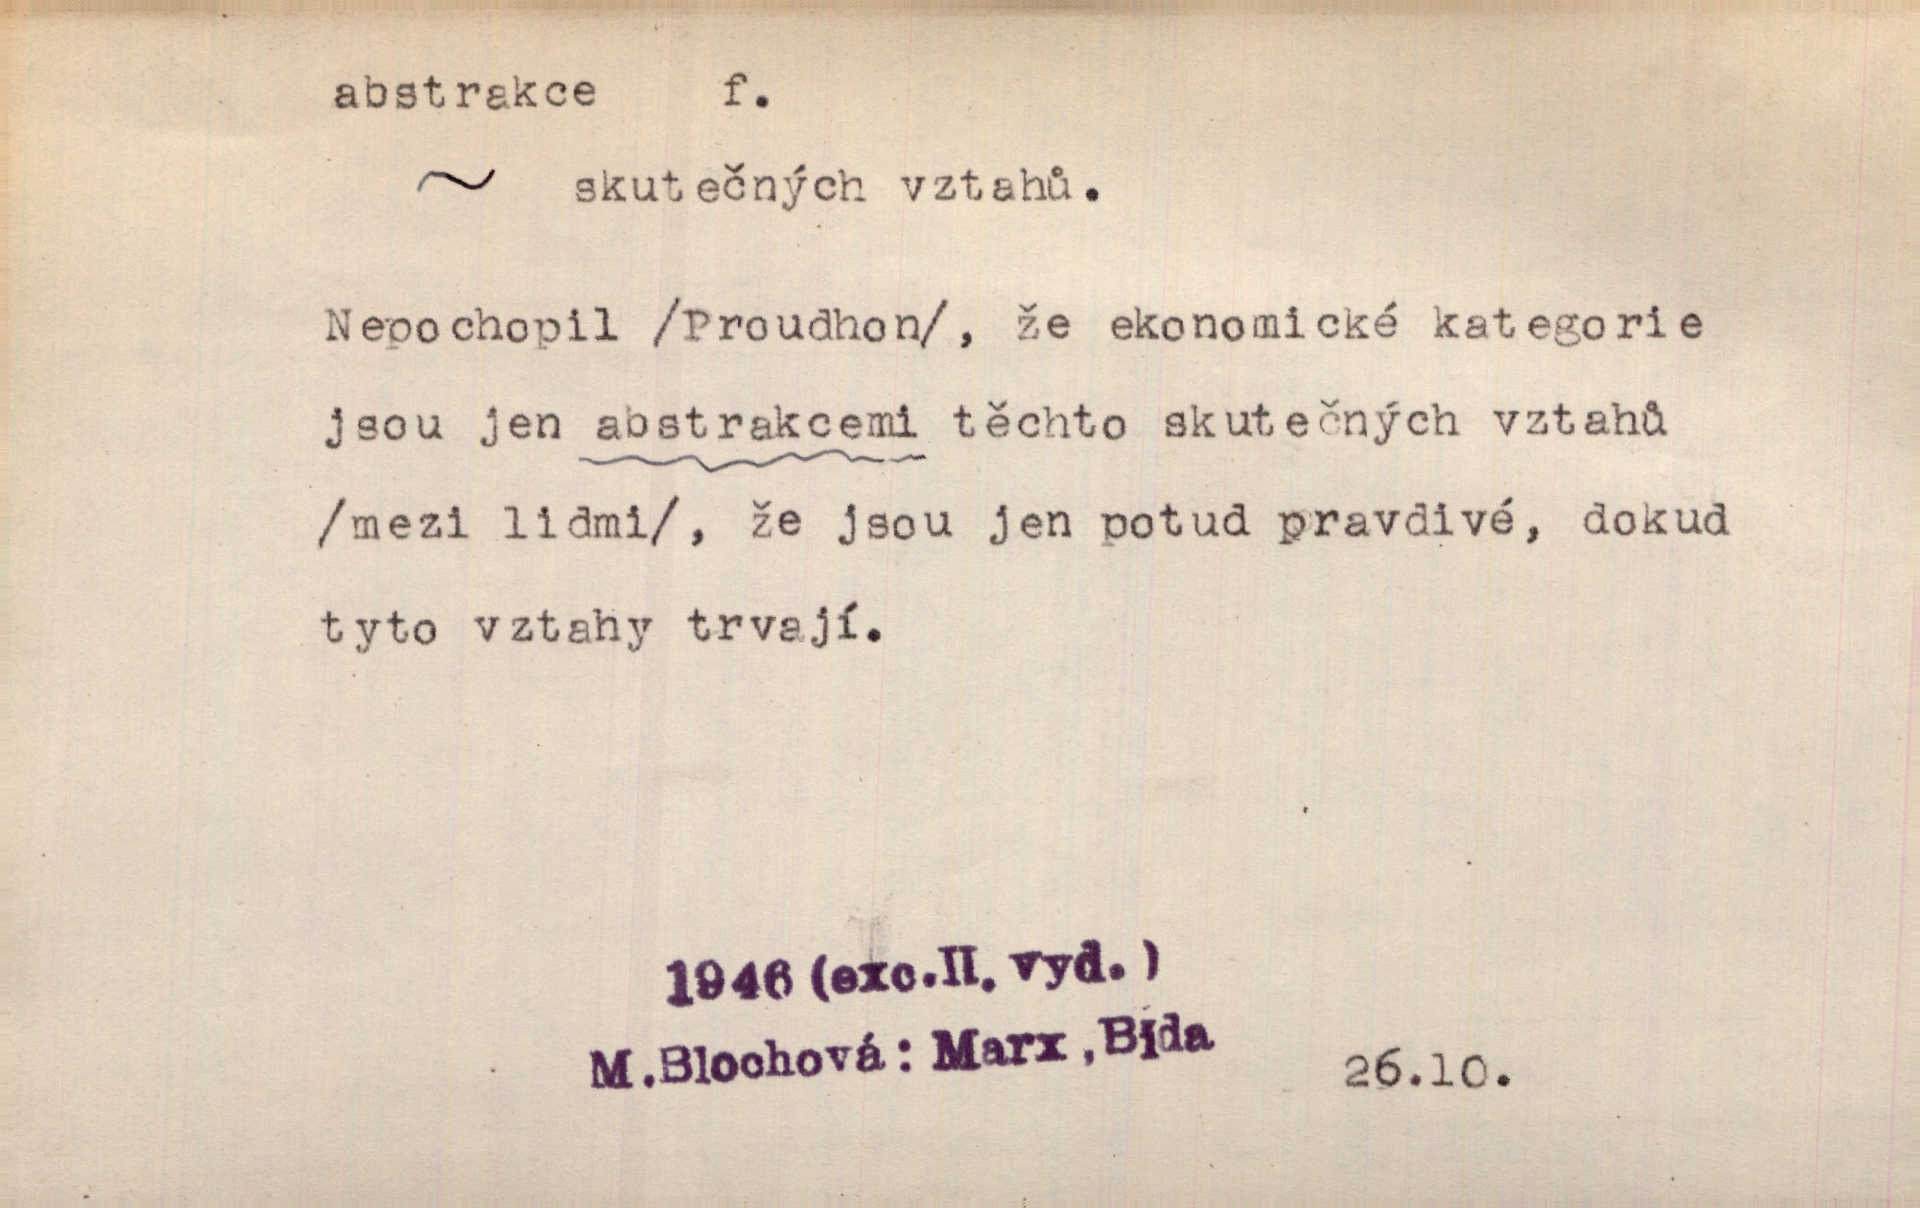 abstrakce f.
~ skutečných vztahů.
Nepochopil /Proudhon/, že ekonomické kategorie
jsou jen abstrakcemi těchto skutečných vztahů
/mezi lidmi/, že jsou jen potud pravdivé, dokud
tyto vztahy trvají.
1946 (exc.II. vyd.)
M.Blochová: Marx,Bída
26.10.